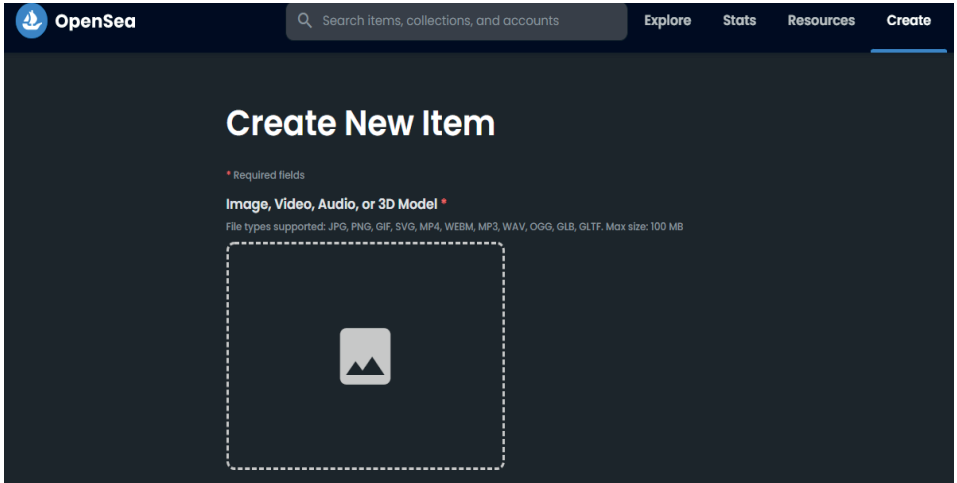 OpenSea
Search items, collections, and accounts
Explore
Stats
Resources
Create
Create New Item
* Required fields
Image, Video, Audio, or 3D Model *
File types supported: JPG, PNG, GIF, SVG, MP4, WEBM, MP3, WAV, OGG, GLB, GLTF. Max size: 100 MB